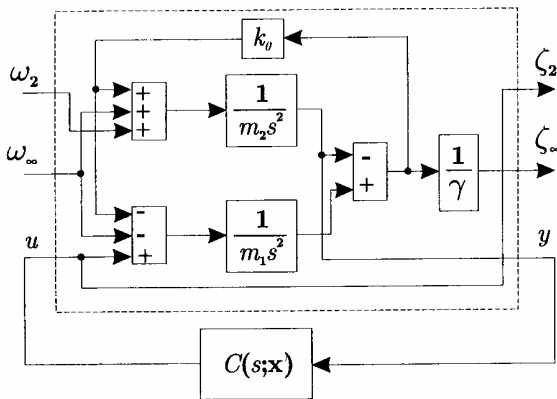 k₀
ω₂
+
+
+
1
m₂s²
ζ₂
ω∞
-
+
1
γ
ζ∞
-
-
+
1
m₁s²
u
y
C(s;x)